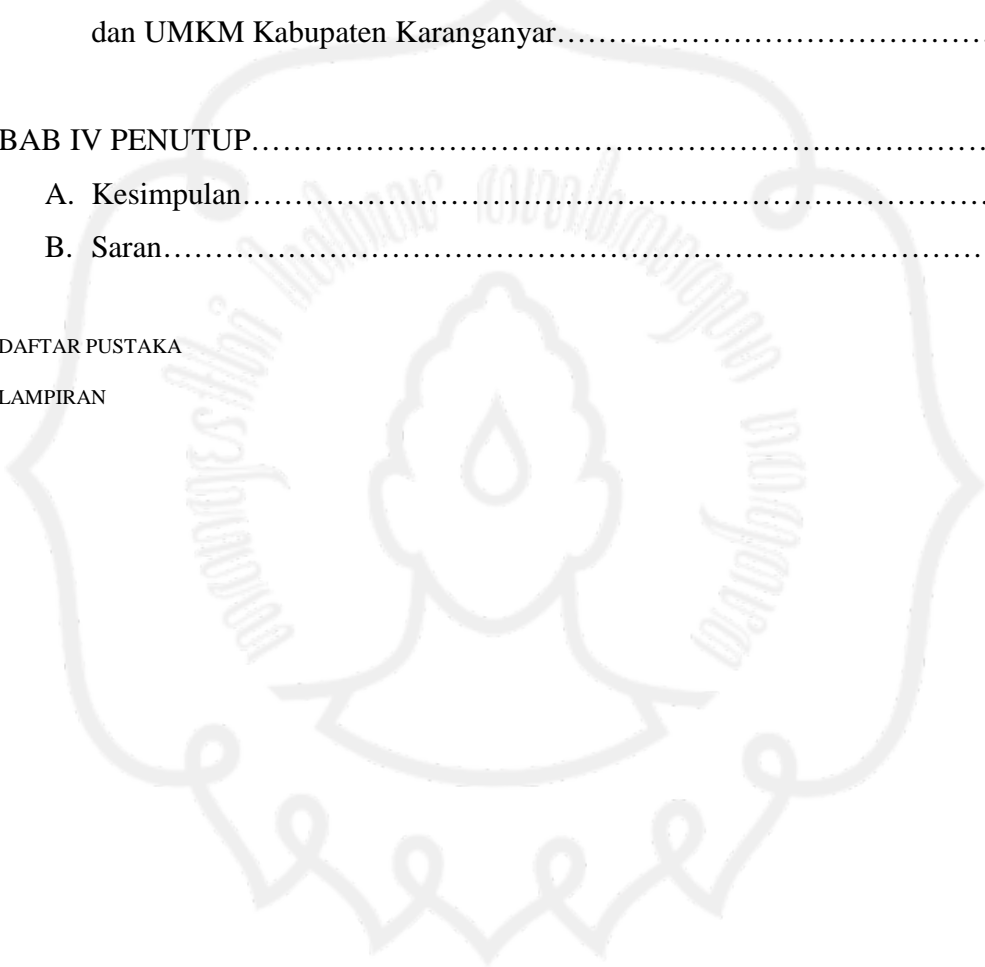 dan UMKM Kabupaten Karanganyar……………………………………
BAB IV PENUTUP………………………………………………………………
A. Kesimpulan………………………………………………………………
B. Saran………………………………………………………………………
DAFTAR PUSTAKA
LAMPIRAN